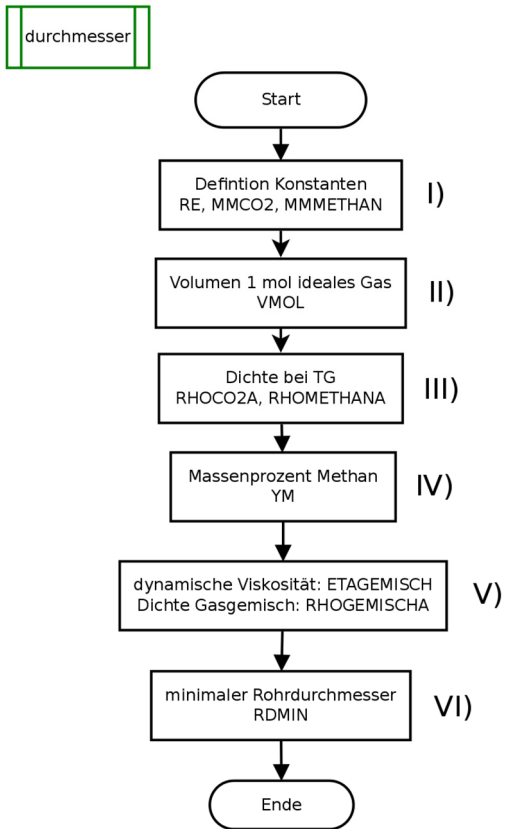 durchmesser
Start
Defintion Konstanten
RE, MMCO2, MMMETHAN
I)
Volumen 1 mol ideales Gas
VMOL
II)
Dichte bei TG
RHOCO2A, RHOMETHANA
III)
Massenprozent Methan
YM
IV)
dynamische Viskosität: ETAGEMISCH
Dichte Gasgemisch: RHOGEMISCHA
V)
minimaler Rohrdurchmesser
RDMIN
VI)
Ende